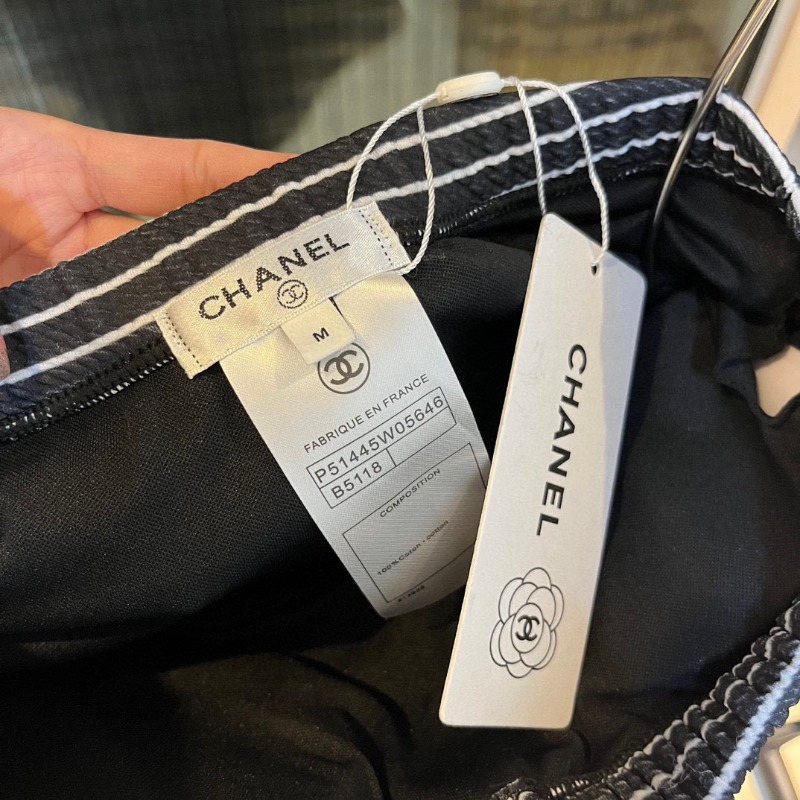 CHANEL
M
FABRIQUE EN FRANCE
P51445W05646
B5118
COMPOSITION
100%Coton - cotton
CHANEL